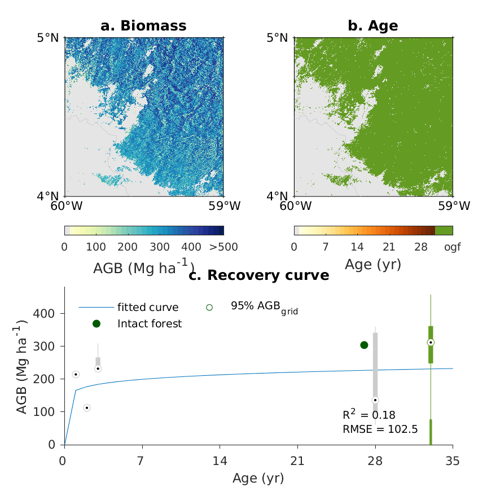 a. Biomass
b. Age
5°N
4°N
60°W
59°W
5°N
4°N
60°W
59°W
0 100 200 300 400 >500
AGB (Mg ha⁻¹)
0 7 14 21 28 ogf
Age (yr)
c. Recovery curve
fitted curve
Intact forest
95% AGB_grid
AGB (Mg ha⁻¹)
400
300
200
100
0
R² = 0.18
RMSE = 102.5
0 7 14 21 28 35
Age (yr)